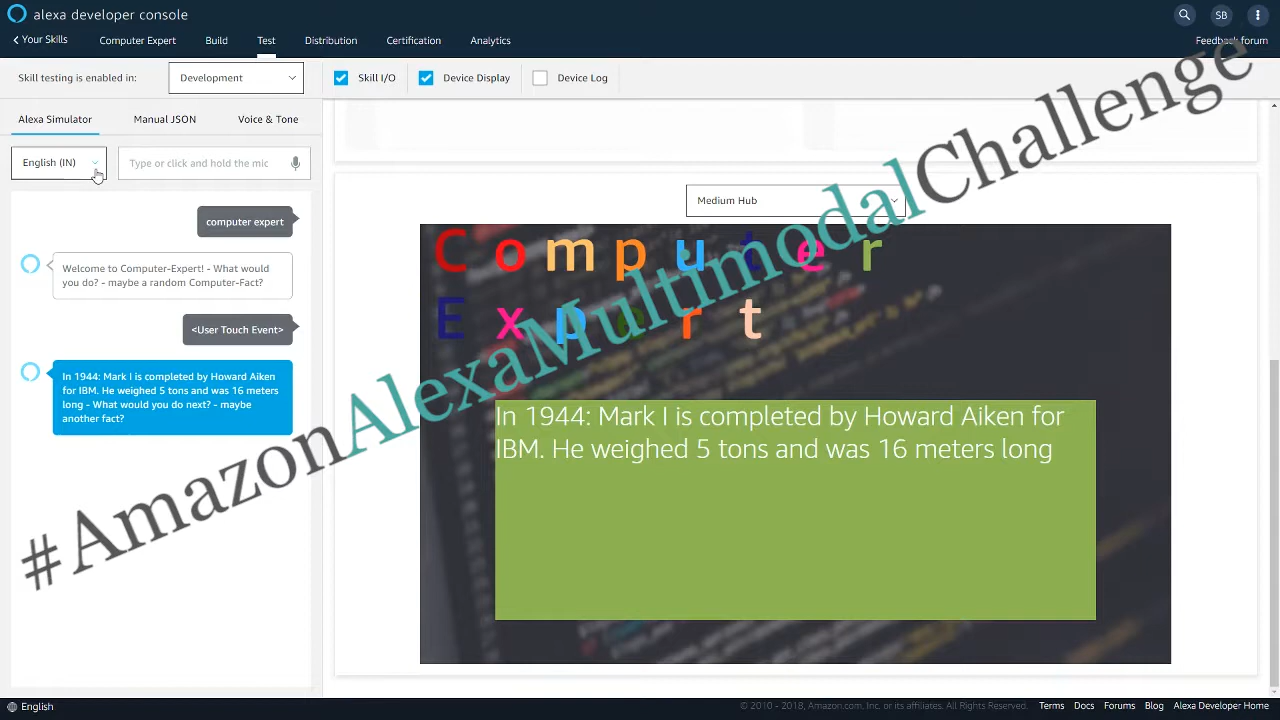 alexa developer console
SB
Your Skills
Computer Expert
Build
Test
Distribution
Certification
Analytics
Feedback forum
Skill testing is enabled in:
Development
Skill I/O
Device Display
Device Log
Alexa Simulator
Manual JSON
Voice & Tone
English (IN)
Type or click and hold the mic
computer expert
Welcome to Computer-Expert! - What would
you do? - maybe a random Computer-Fact?
<User Touch Event>
In 1944: Mark I is completed by Howard Aiken
for IBM. He weighed 5 tons and was 16 meters
long - What would you do next? - maybe
another fact?
Medium Hub
Computer
Expert
In 1944: Mark I is completed by Howard Aiken for
IBM. He weighed 5 tons and was 16 meters long
#AmazonAlexaMultimodalChallenge
English
© 2010 - 2018, Amazon.com, Inc. or its affiliates. All Rights Reserved.
Terms
Docs
Forums
Blog
Alexa Developer Home